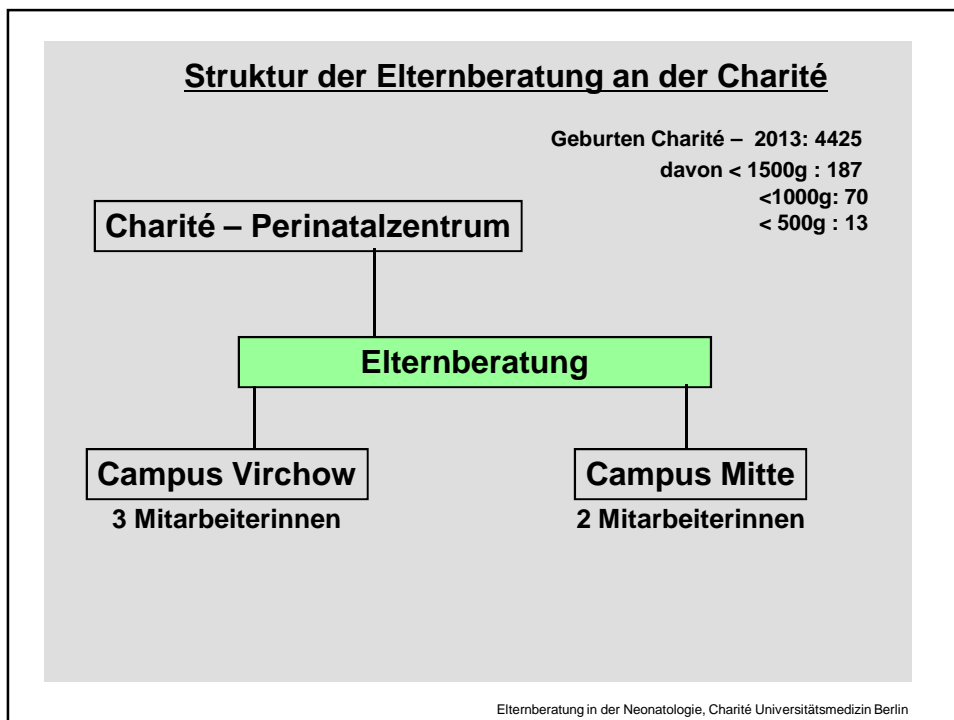 Struktur der Elternberatung an der Charité
Geburten Charité – 2013: 4425
davon < 1500g : 187
<1000g: 70
< 500g : 13
Charité – Perinatalzentrum
Elternberatung
Campus Virchow
3 Mitarbeiterinnen
Campus Mitte
2 Mitarbeiterinnen
Elternberatung in der Neonatologie, Charité Universitätsmedizin Berlin